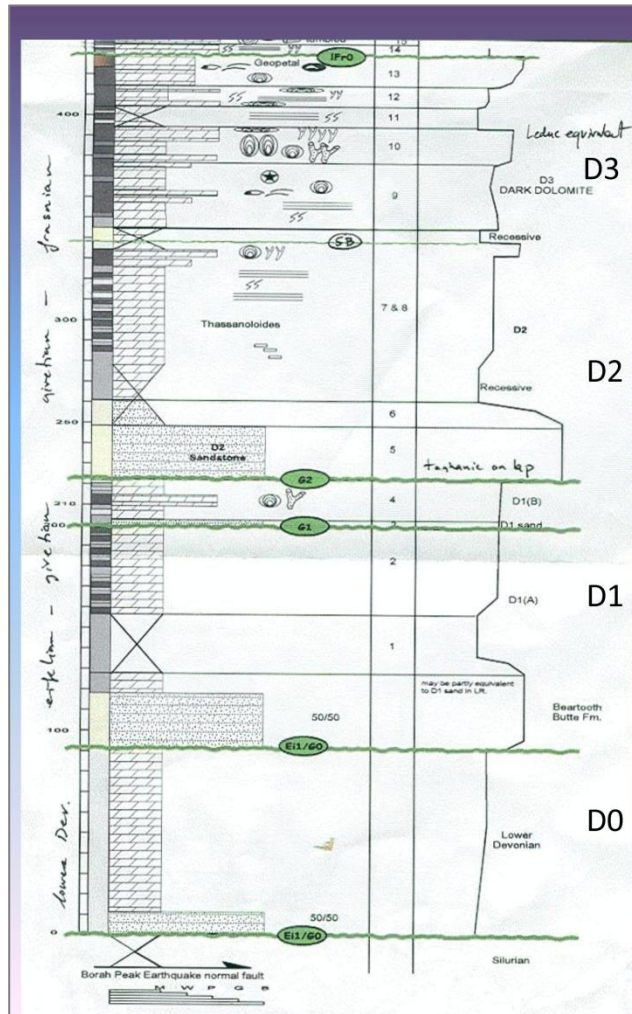 15
14
IFr0
Geopetal
13
12
400
11
Leduc equivalent
10
D3
D3
DARK DOLOMITE
9
Recessive
SB
7 & 8
300
Thassanoloides
D2
D2
Recessive
6
250
D2
Sandstone
5
Taghanic on lap
G2
210
4
D1(B)
G1
D1 sand
2
D1
D1(A)
1
may be partly equivalent
to D1 sand in LR.
50/50
Beartooth
Butte Fm.
100
Ei1/G0
D0
Lower
Devonian
50/50
0
Ei1/G0
Silurian
Borah Peak Earthquake normal fault
M W P G B
frasnian
givetian
givetian
eifelian
lower Dev.